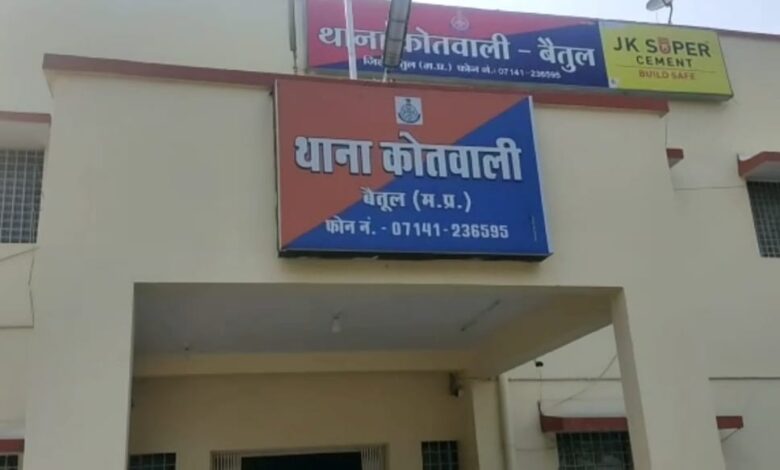 थाना कोतवाली - बैतुल
जिला बैतुल (म.प्र.) फोन नं.:- 07141-236595
JK SUPER
CEMENT
BUILD SAFE
थाना कोतवाली
बैतूल (म.प्र.)
फोन नं. - 07141-236595